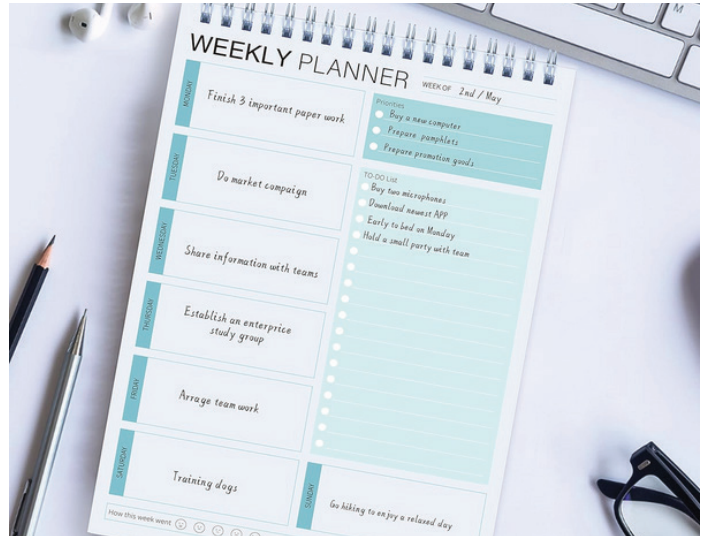 M
WEEKLY PLANNER
WEEK OF 2nd / May
MONDAY
Finish 3 important paper work
Priorities
Buy a new computer
Prepare pamphlets
Prepare promotion goods
TUESDAY
Do market compaign
TO-DO List
Buy two microphones
Download newest APP
Early to bed on Monday
Hold a small party with team
WEDNESDAY
Share information with teams
THURSDAY
Establish an enterprice
study group
FRIDAY
Arrage team work
SATURDAY
Training dogs
SUNDAY
Go hiking to enjoy a relaxed day
How this week went